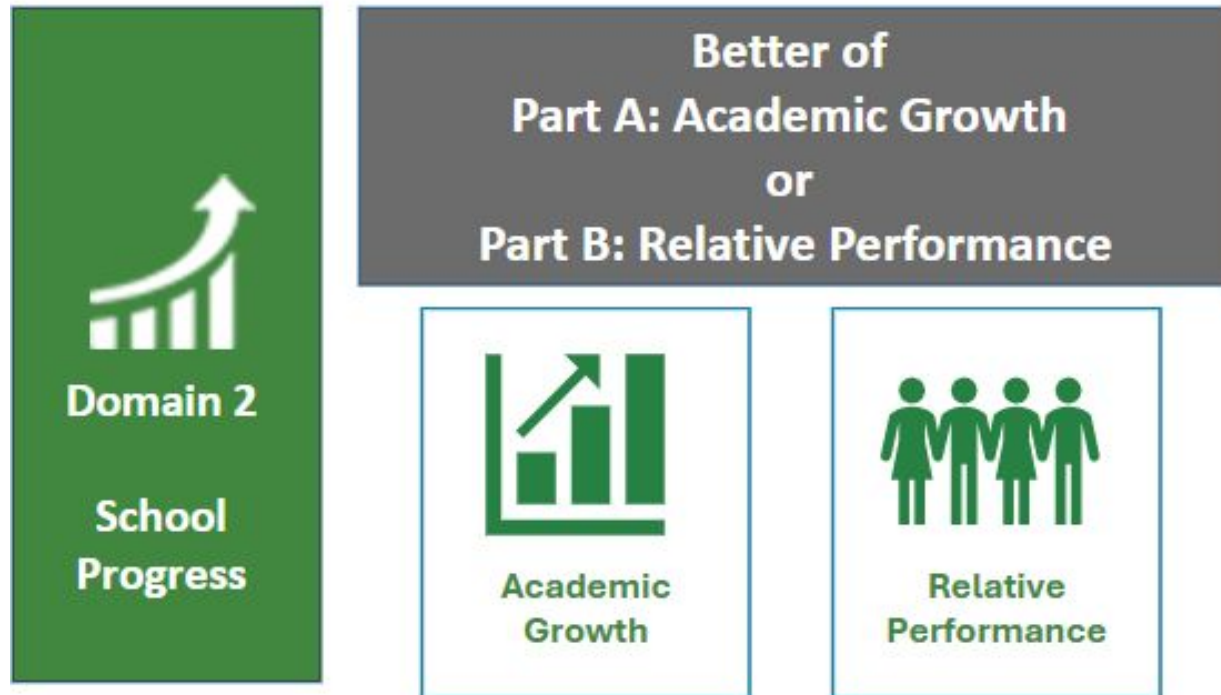 Domain 2
School
Progress
Better of
Part A: Academic Growth
or
Part B: Relative Performance
Academic
Growth
Relative
Performance